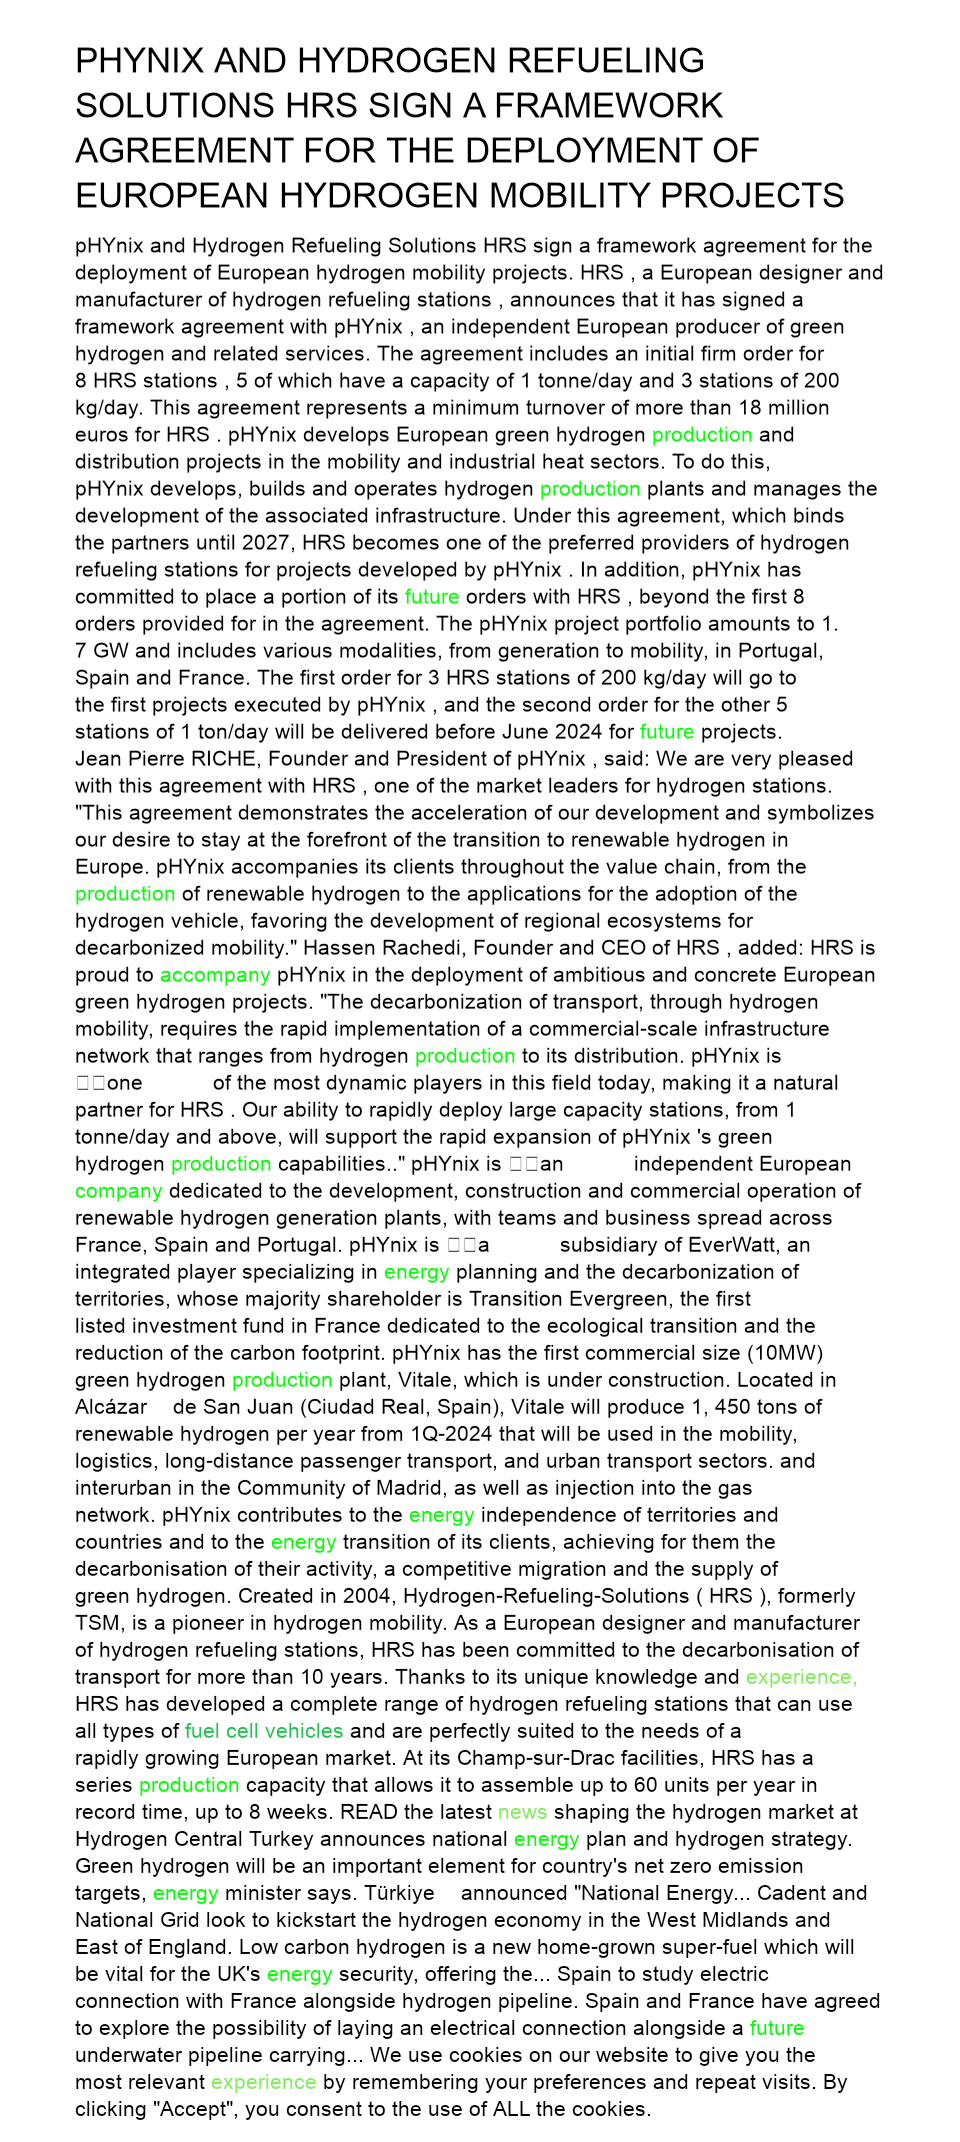 PHYNIX AND HYDROGEN REFUELING
SOLUTIONS HRS SIGN A FRAMEWORK
AGREEMENT FOR THE DEPLOYMENT OF
EUROPEAN HYDROGEN MOBILITY PROJECTS
pHYnix and Hydrogen Refueling Solutions HRS sign a framework agreement for the
deployment of European hydrogen mobility projects. HRS , a European designer and
manufacturer of hydrogen refueling stations , announces that it has signed a
framework agreement with pHYnix , an independent European producer of green
hydrogen and related services. The agreement includes an initial firm order for
8 HRS stations , 5 of which have a capacity of 1 tonne/day and 3 stations of 200
kg/day. This agreement represents a minimum turnover of more than 18 million
euros for HRS . pHYnix develops European green hydrogen production and
distribution projects in the mobility and industrial heat sectors. To do this,
pHYnix develops, builds and operates hydrogen production plants and manages the
development of the associated infrastructure. Under this agreement, which binds
the partners until 2027, HRS becomes one of the preferred providers of hydrogen
refueling stations for projects developed by pHYnix . In addition, pHYnix has
committed to place a portion of its future orders with HRS , beyond the first 8
orders provided for in the agreement. The pHYnix project portfolio amounts to 1.
7 GW and includes various modalities, from generation to mobility, in Portugal,
Spain and France. The first order for 3 HRS stations of 200 kg/day will go to
the first projects executed by pHYnix , and the second order for the other 5
stations of 1 ton/day will be delivered before June 2024 for future projects.
Jean Pierre RICHE, Founder and President of pHYnix , said: We are very pleased
with this agreement with HRS , one of the market leaders for hydrogen stations.
"This agreement demonstrates the acceleration of our development and symbolizes
our desire to stay at the forefront of the transition to renewable hydrogen in
Europe. pHYnix accompanies its clients throughout the value chain, from the
production of renewable hydrogen to the applications for the adoption of the
hydrogen vehicle, favoring the development of regional ecosystems for
decarbonized mobility." Hassen Rachedi, Founder and CEO of HRS , added: HRS is
proud to accompany pHYnix in the deployment of ambitious and concrete European
green hydrogen projects. "The decarbonization of transport, through hydrogen
mobility, requires the rapid implementation of a commercial-scale infrastructure
network that ranges from hydrogen production to its distribution. pHYnix is
one of the most dynamic players in this field today, making it a natural
partner for HRS . Our ability to rapidly deploy large capacity stations, from 1
tonne/day and above, will support the rapid expansion of pHYnix 's green
hydrogen production capabilities.." pHYnix is an independent European
company dedicated to the development, construction and commercial operation of
renewable hydrogen generation plants, with teams and business spread across
France, Spain and Portugal. pHYnix is a subsidiary of EverWatt, an
integrated player specializing in energy planning and the decarbonization of
territories, whose majority shareholder is Transition Evergreen, the first
listed investment fund in France dedicated to the ecological transition and the
reduction of the carbon footprint. pHYnix has the first commercial size (10MW)
green hydrogen production plant, Vitale, which is under construction. Located in
Alcázar de San Juan (Ciudad Real, Spain), Vitale will produce 1, 450 tons of
renewable hydrogen per year from 1Q-2024 that will be used in the mobility,
logistics, long-distance passenger transport, and urban transport sectors. and
interurban in the Community of Madrid, as well as injection into the gas
network. pHYnix contributes to the energy independence of territories and
countries and to the energy transition of its clients, achieving for them the
decarbonisation of their activity, a competitive migration and the supply of
green hydrogen. Created in 2004, Hydrogen-Refueling-Solutions ( HRS ), formerly
TSM, is a pioneer in hydrogen mobility. As a European designer and manufacturer
of hydrogen refueling stations, HRS has been committed to the decarbonisation of
transport for more than 10 years. Thanks to its unique knowledge and experience,
HRS has developed a complete range of hydrogen refueling stations that can use
all types of fuel cell vehicles and are perfectly suited to the needs of a
rapidly growing European market. At its Champ-sur-Drac facilities, HRS has a
series production capacity that allows it to assemble up to 60 units per year in
record time, up to 8 weeks. READ the latest news shaping the hydrogen market at
Hydrogen Central Turkey announces national energy plan and hydrogen strategy.
Green hydrogen will be an important element for country's net zero emission
targets, energy minister says. Türkiye announced "National Energy... Cadent and
National Grid look to kickstart the hydrogen economy in the West Midlands and
East of England. Low carbon hydrogen is a new home-grown super-fuel which will
be vital for the UK's energy security, offering the... Spain to study electric
connection with France alongside hydrogen pipeline. Spain and France have agreed
to explore the possibility of laying an electrical connection alongside a future
underwater pipeline carrying... We use cookies on our website to give you the
most relevant experience by remembering your preferences and repeat visits. By
clicking "Accept", you consent to the use of ALL the cookies.